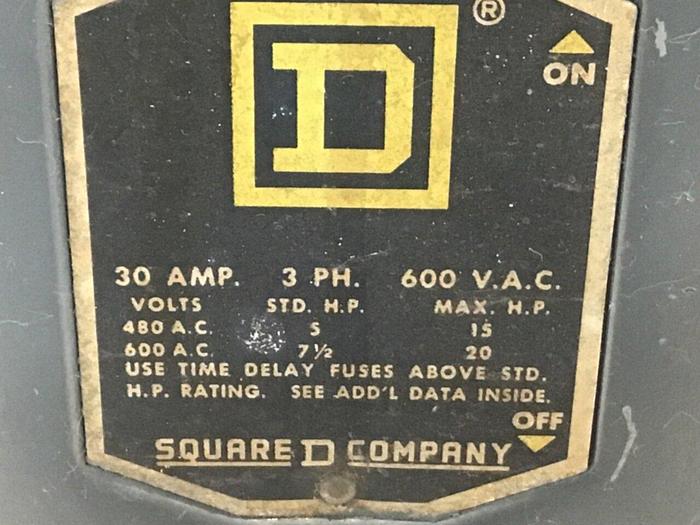 D ®
ON
30 AMP. 3 PH. 600 V.A.C.
VOLTS STD. H.P. MAX. H.P.
480 A.C. 5 15
600 A.C. 7½ 20
USE TIME DELAY FUSES ABOVE STD.
H.P. RATING. SEE ADD'L DATA INSIDE.
OFF
SQUARE D COMPANY